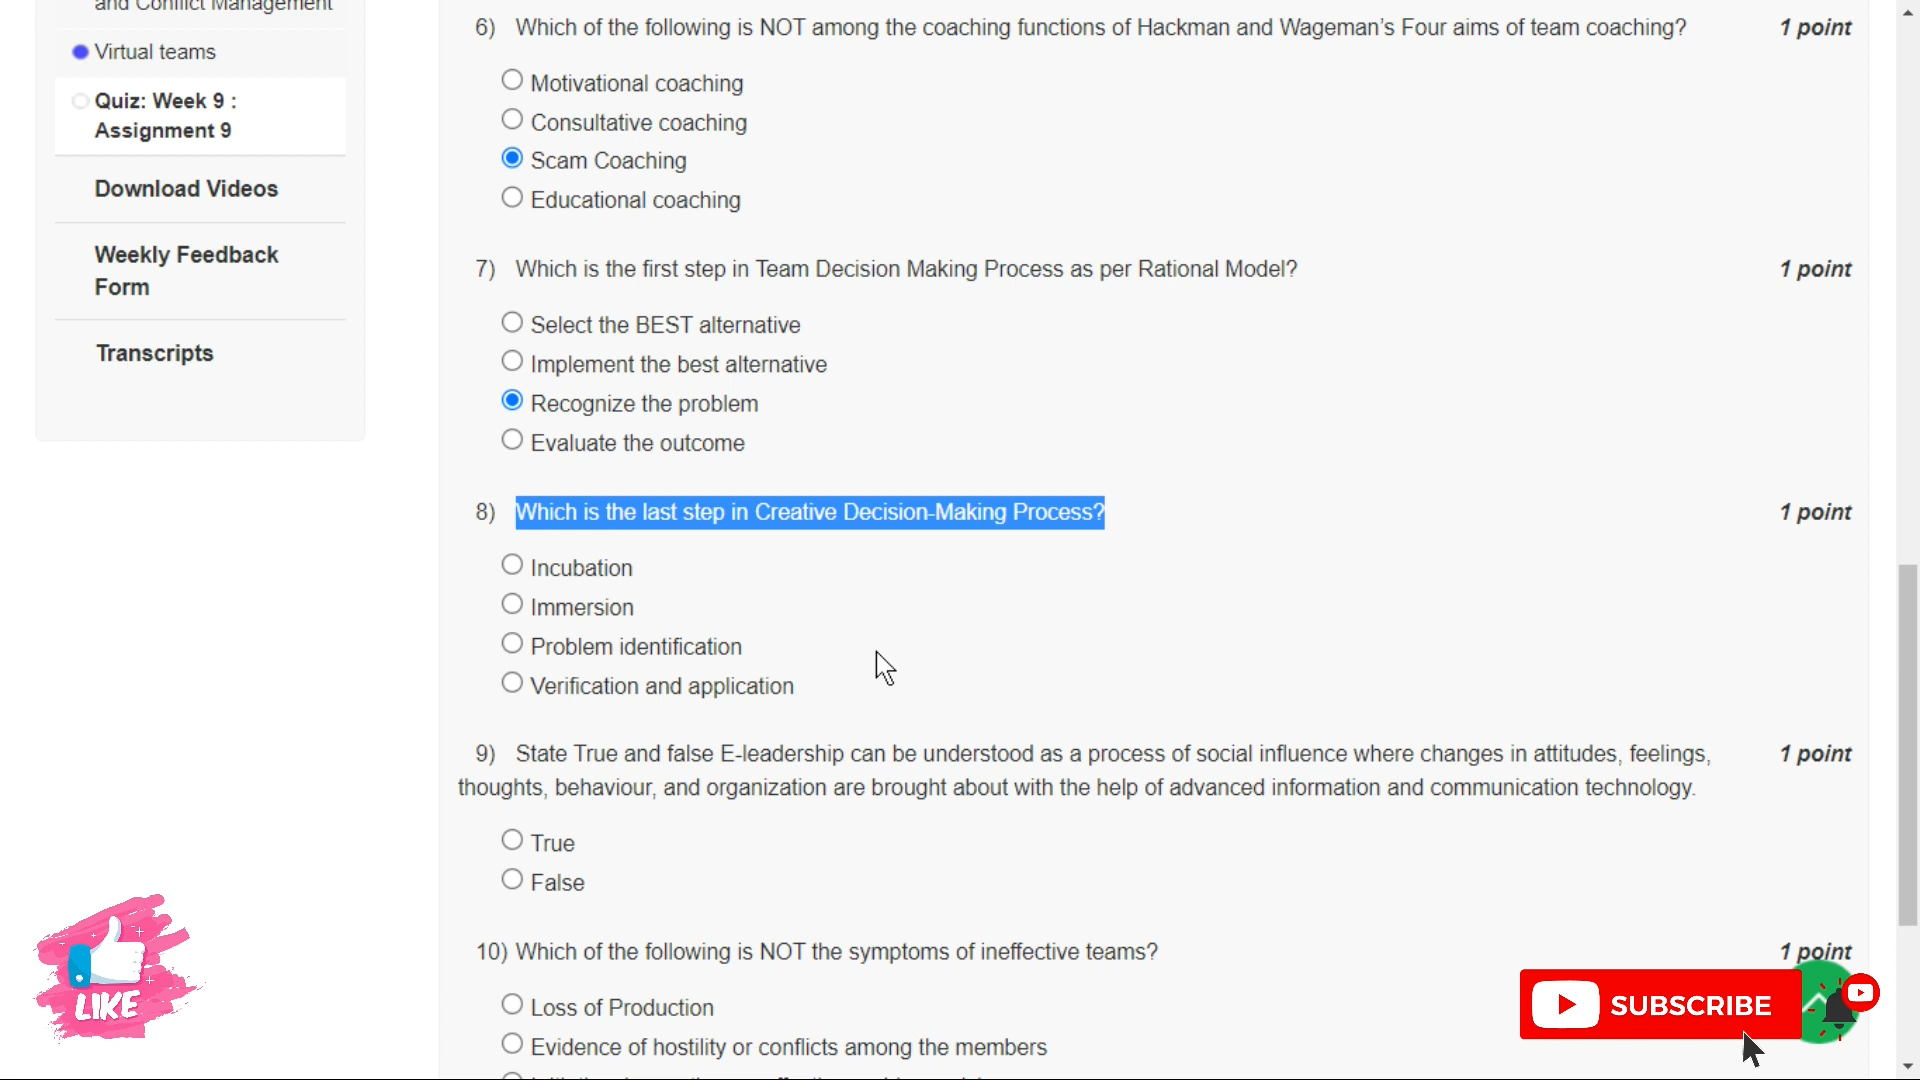 and Conflict Management
Virtual teams
Quiz: Week 9 :
Assignment 9
Download Videos
Weekly Feedback
Form
Transcripts
6) Which of the following is NOT among the coaching functions of Hackman and Wageman’s Four aims of team coaching? 1 point
Motivational coaching
Consultative coaching
Scam Coaching
Educational coaching
7) Which is the first step in Team Decision Making Process as per Rational Model? 1 point
Select the BEST alternative
Implement the best alternative
Recognize the problem
Evaluate the outcome
8) Which is the last step in Creative Decision-Making Process? 1 point
Incubation
Immersion
Problem identification
Verification and application
9) State True and false E-leadership can be understood as a process of social influence where changes in attitudes, feelings, 1 point
thoughts, behaviour, and organization are brought about with the help of advanced information and communication technology.
True
False
10) Which of the following is NOT the symptoms of ineffective teams? 1 point
Loss of Production
Evidence of hostility or conflicts among the members
LIKE
SUBSCRIBE